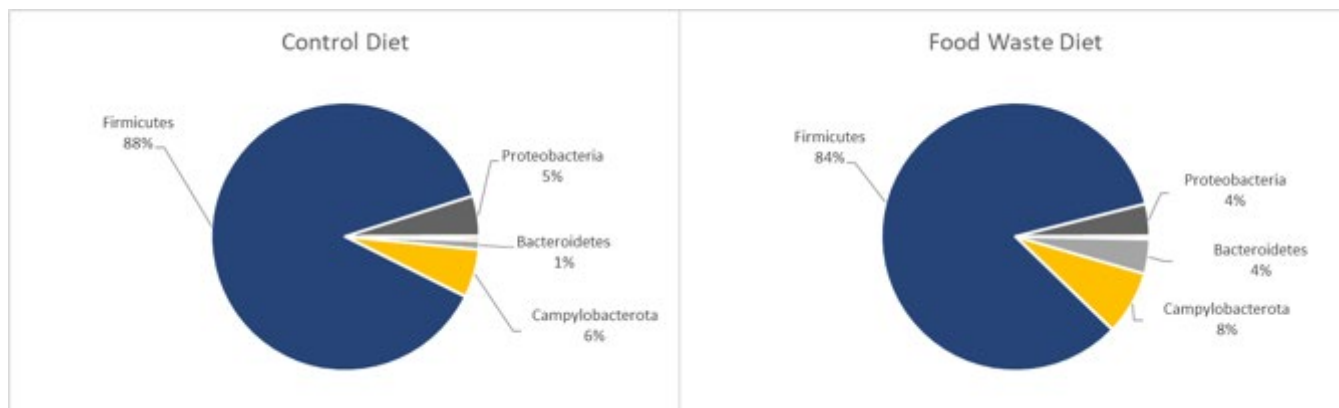 Control Diet
Firmicutes
88%
Proteobacteria
5%
Bacteroidetes
1%
Campylobacterota
6%
Food Waste Diet
Firmicutes
84%
Proteobacteria
4%
Bacteroidetes
4%
Campylobacterota
8%